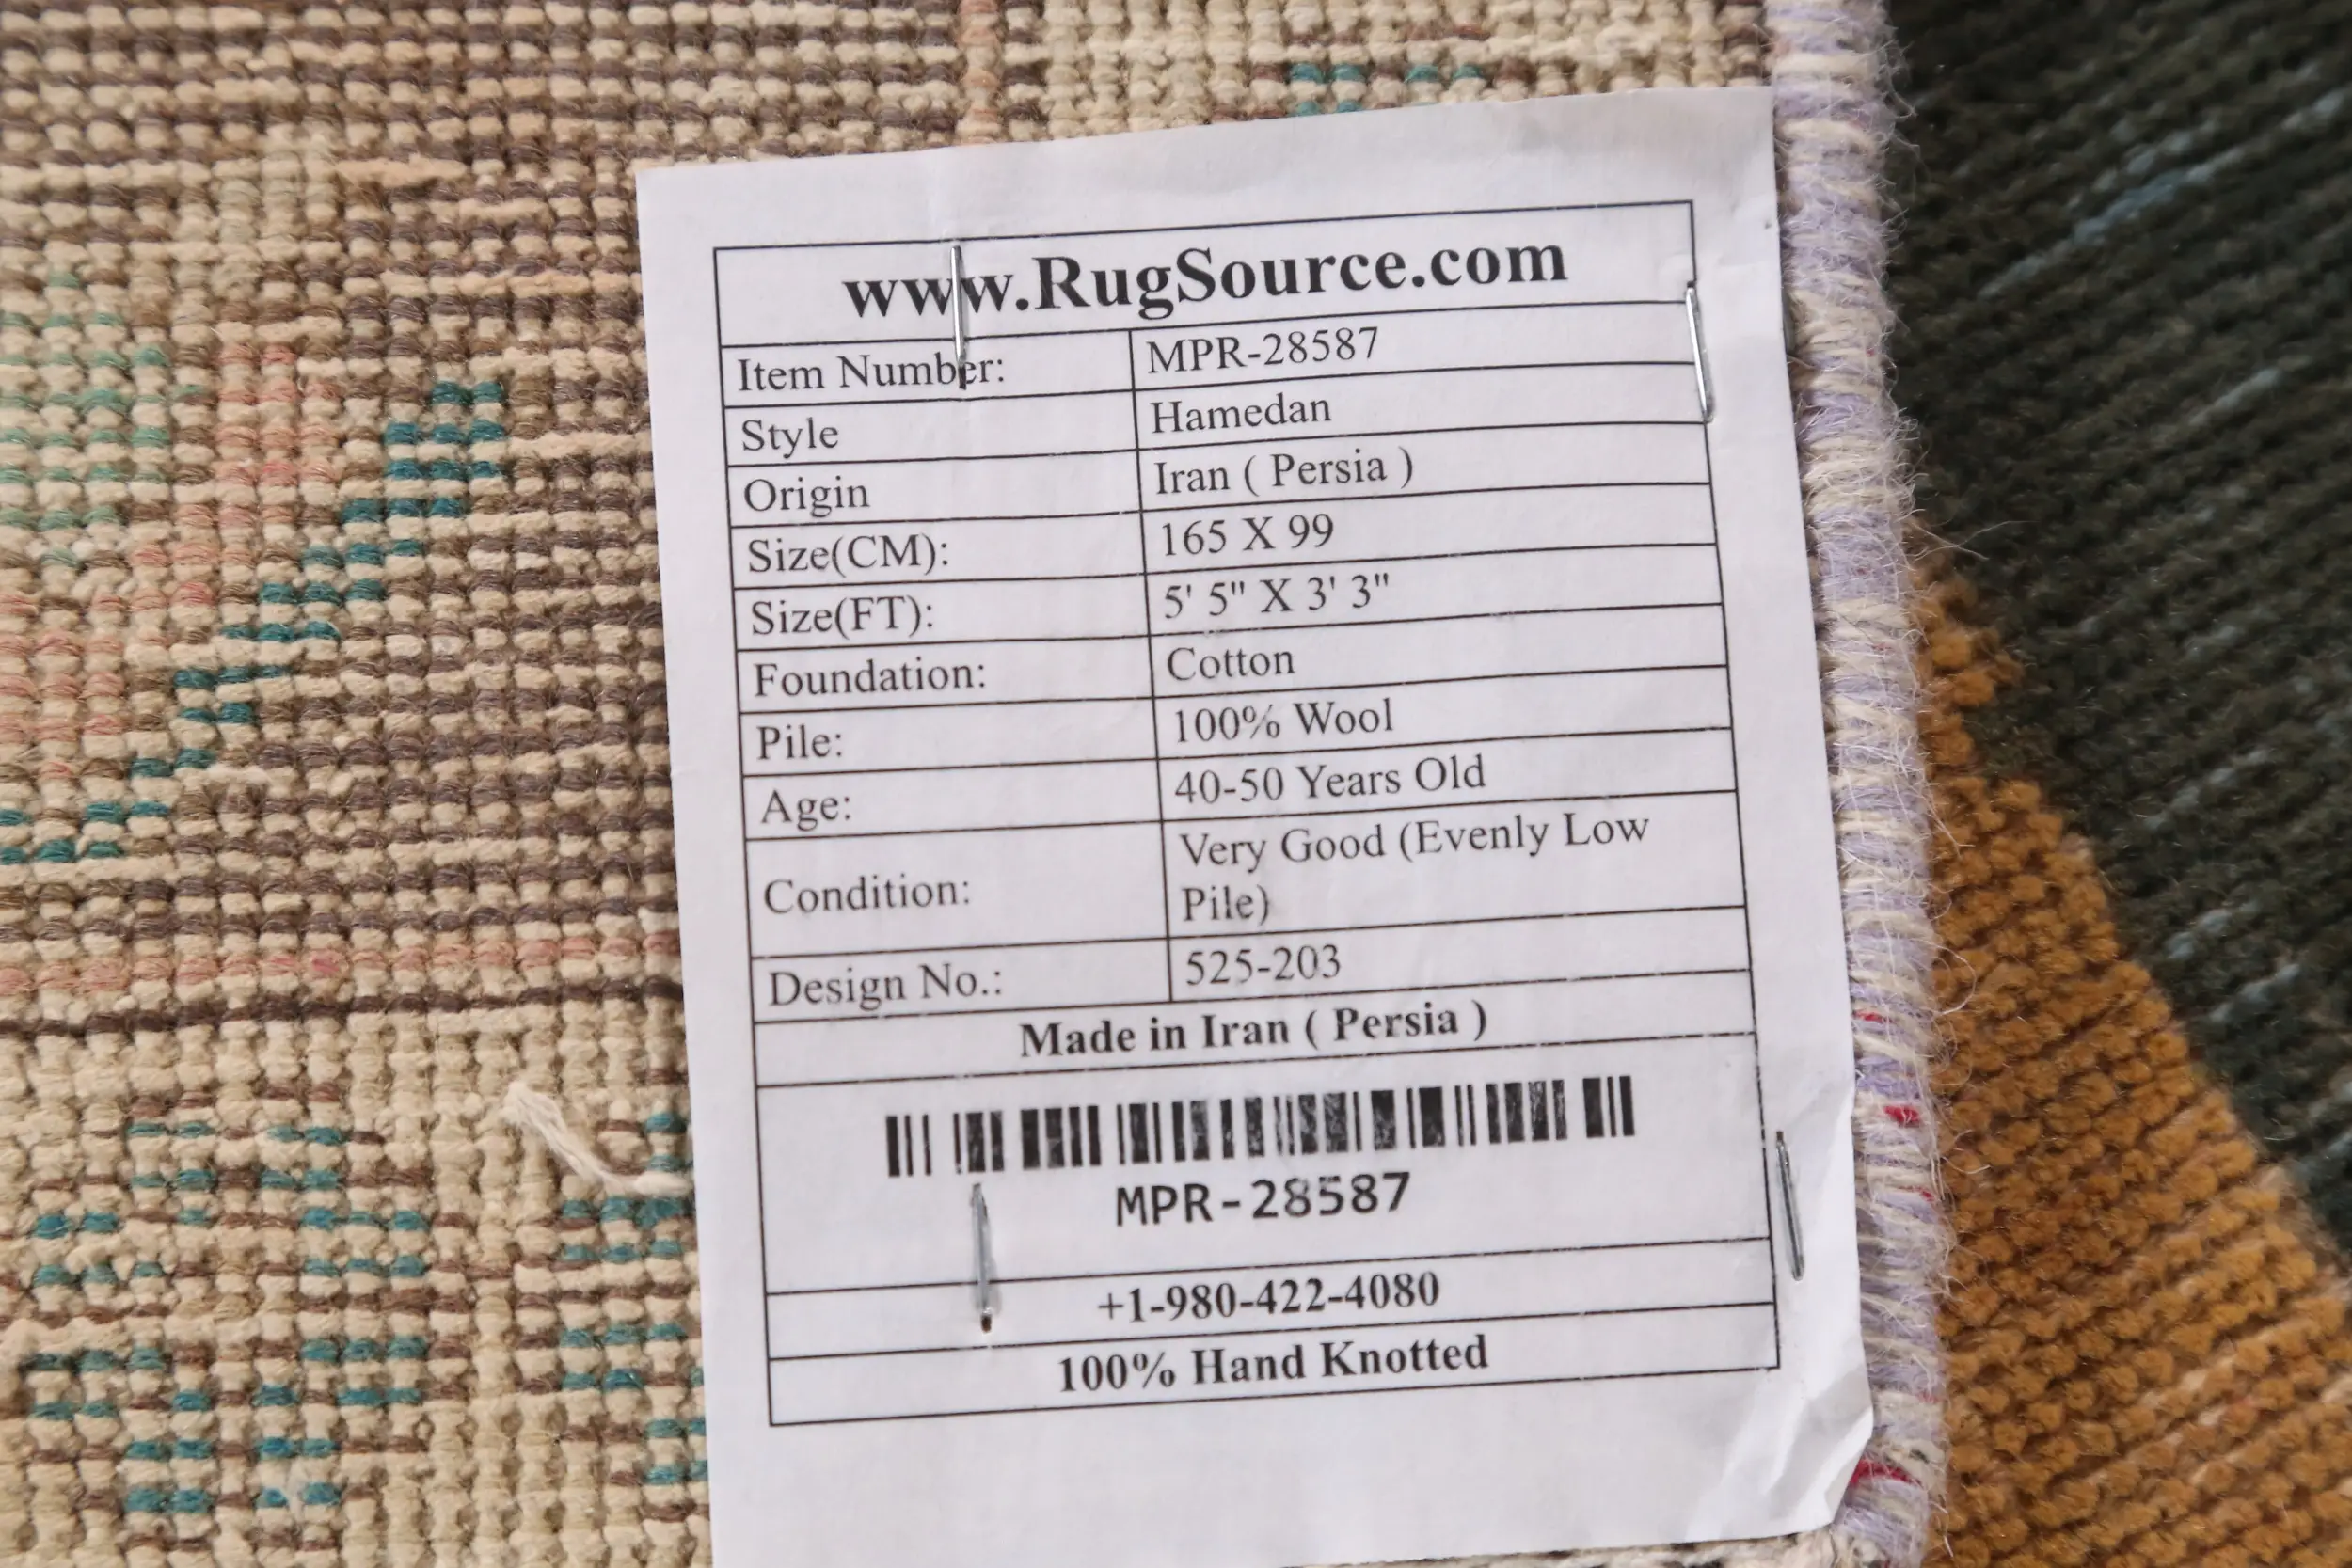 www.RugSource.com
Item Number: MPR-28587
Style Hamedan
Origin Iran ( Persia )
Size(CM): 165 X 99
Size(FT): 5' 5" X 3' 3"
Foundation: Cotton
Pile: 100% Wool
Age: 40-50 Years Old
Condition: Very Good (Evenly Low
Pile)
Design No.: 525-203
Made in Iran ( Persia )
MPR-28587
+1-980-422-4080
100% Hand Knotted